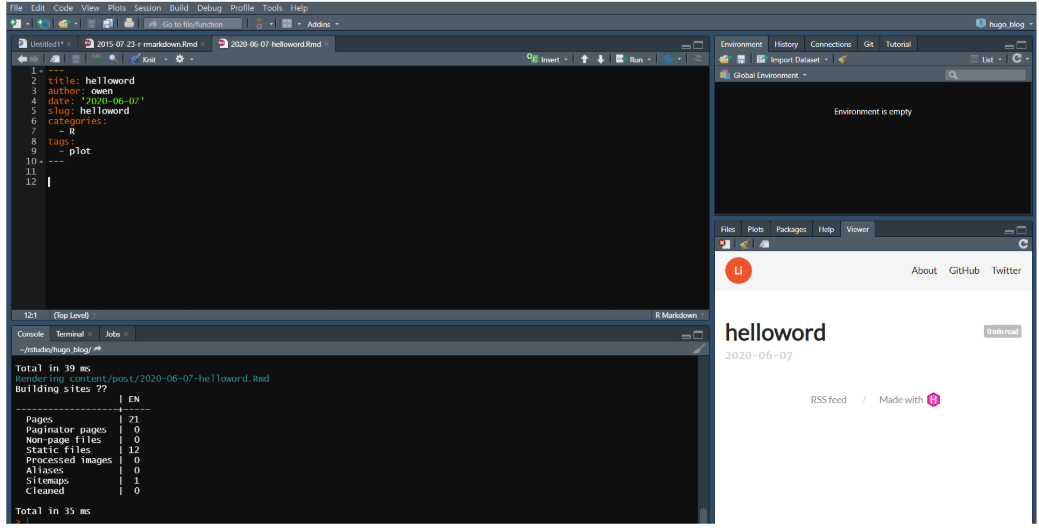 File Edit Code View Plots Session Build Debug Profile Tools Help
Go to file/function Addins
hugo_blog
Untitled1* 2015-07-23-r-rmarkdown.Rmd 2020-06-07-helloword.Rmd
Knit Insert Run
1 ---
2 title: helloword
3 author: owen
4 date: '2020-06-07'
5 slug: helloword
6 categories:
7 - R
8 tags:
9 - plot
10 ---
11
12
12:1 (Top Level) R Markdown
Console Terminal Jobs
~/rstudio/hugo_blog/
Total in 39 ms
Rendering content/post/2020-06-07-helloword.Rmd
Building sites ??
| EN
-------------------+-----
Pages | 21
Paginator pages | 0
Non-page files | 0
Static files | 12
Processed images | 0
Aliases | 0
Sitemaps | 1
Cleaned | 0
Total in 35 ms
>
Environment History Connections Git Tutorial
Import Dataset List
Global Environment
Environment is empty
Files Plots Packages Help Viewer
Li About GitHub Twitter
helloword 0 min read
2020-06-07
RSS feed / Made with H